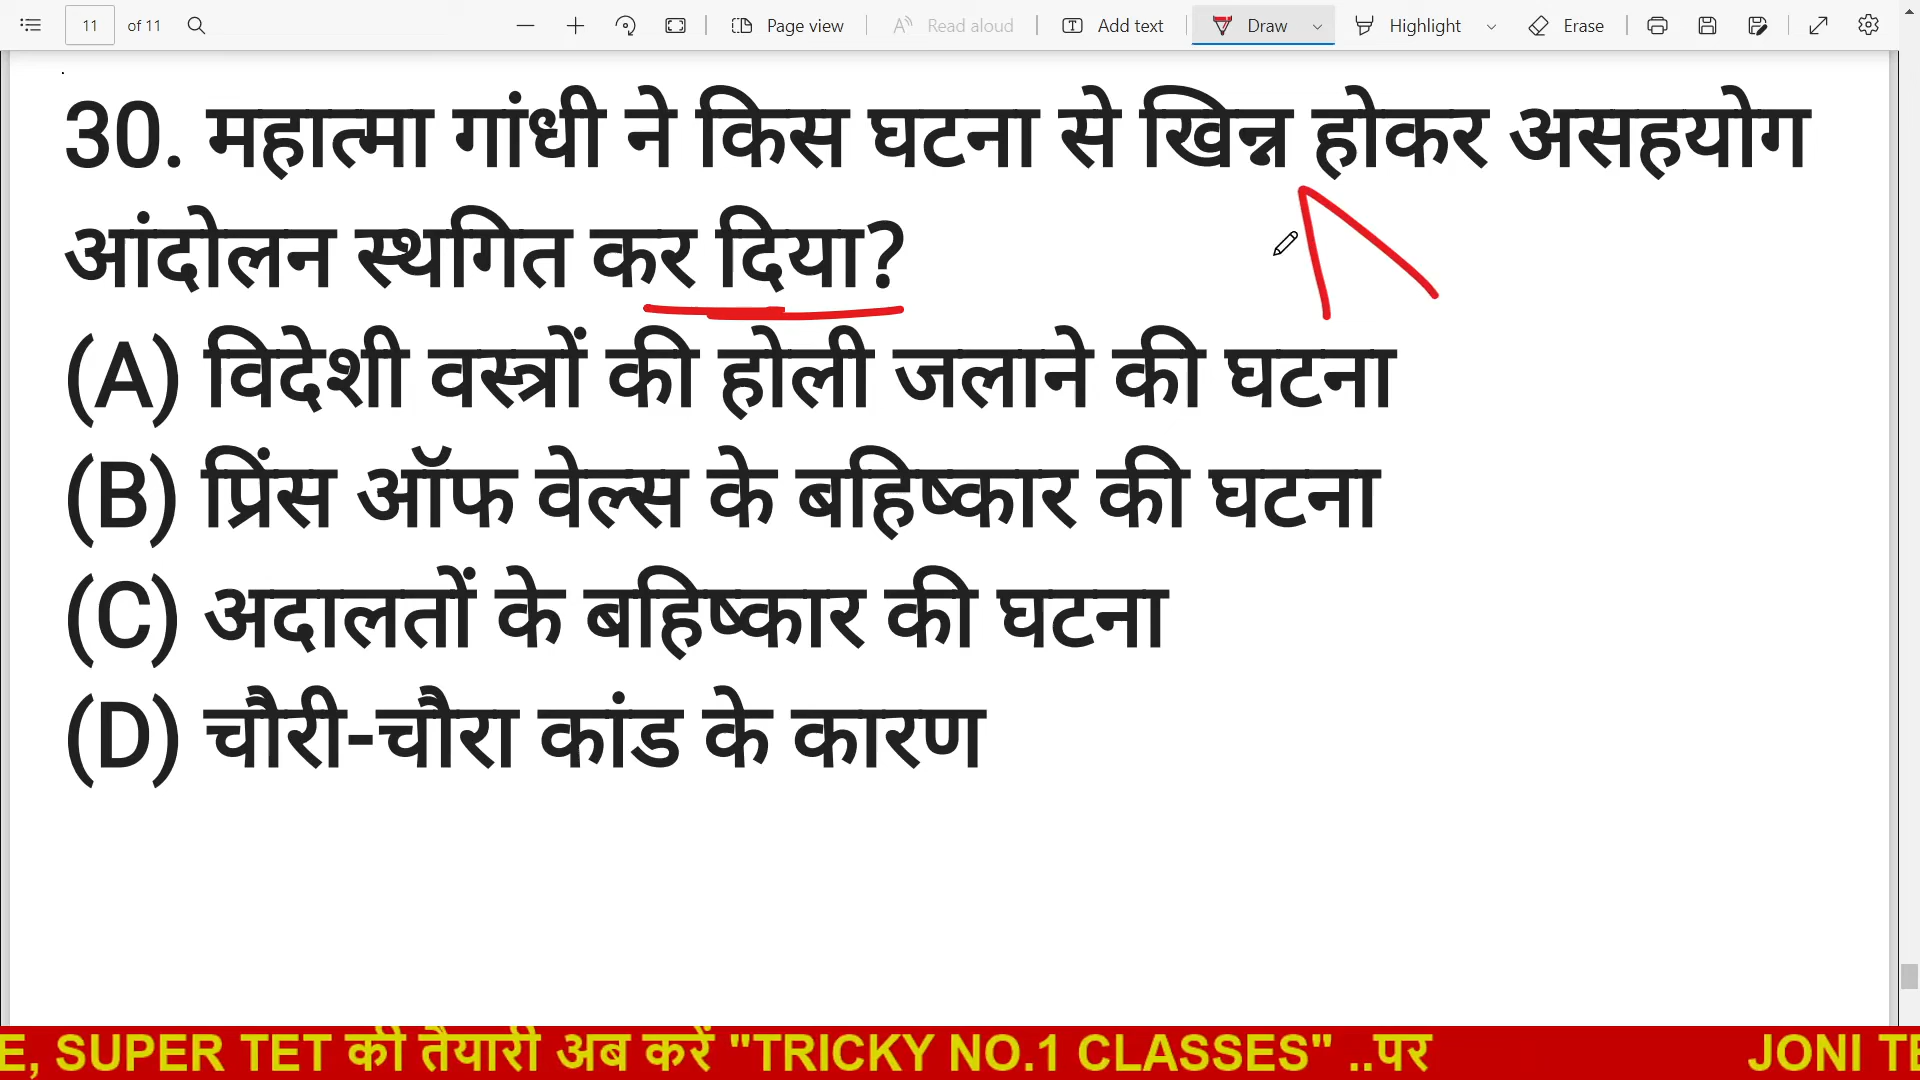 11 of 11 Page view Read aloud Add text Draw Highlight Erase
30. महात्मा गांधी ने किस घटना से खिन्न होकर असहयोग
आंदोलन स्थगित कर दिया?
(A) विदेशी वस्त्रों की होली जलाने की घटना
(B) प्रिंस ऑफ वेल्स के बहिष्कार की घटना
(C) अदालतों के बहिष्कार की घटना
(D) चौरी-चौरा कांड के कारण
E, SUPER TET की तैयारी अब करें "TRICKY NO.1 CLASSES" ..पर JONI TE